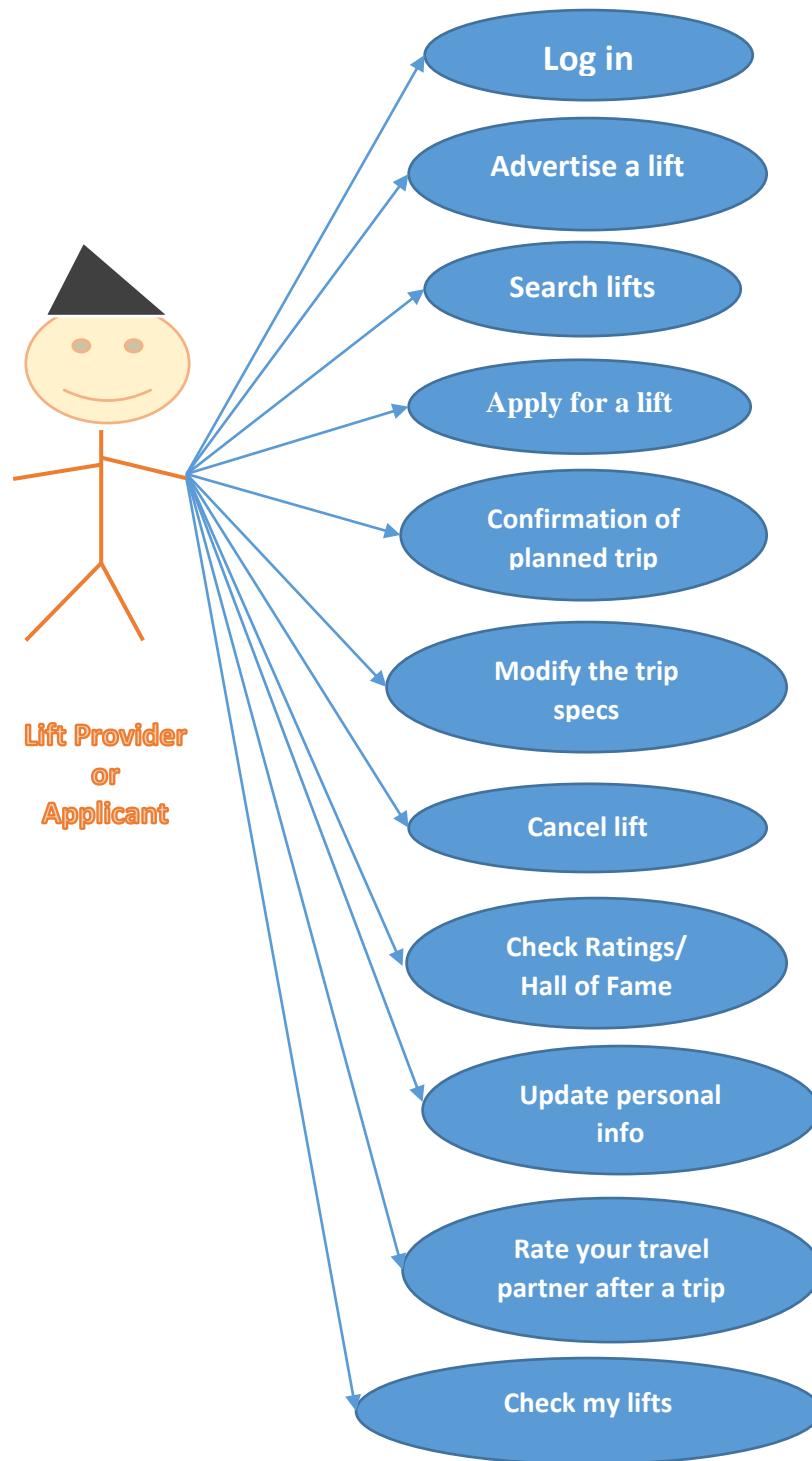 Log in
Advertise a lift
Search lifts
Apply for a lift
Confirmation of
planned trip
Modify the trip
specs
Lift Provider
or
Applicant
Cancel lift
Check Ratings/
Hall of Fame
Update personal
info
Rate your travel
partner after a trip
Check my lifts